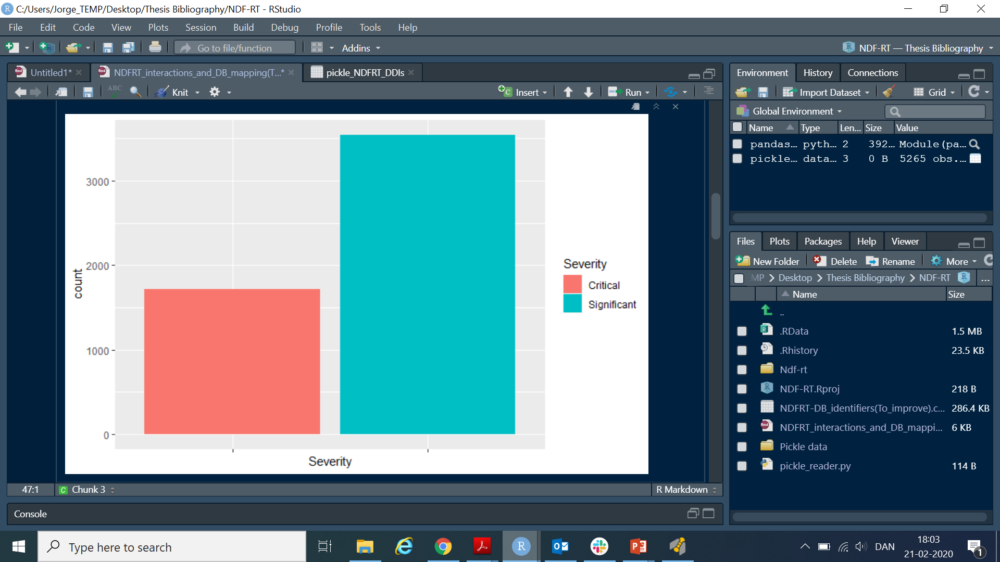 C:/Users/Jorge_TEMP/Desktop/Thesis Bibliography/NDF-RT - RStudio
File Edit Code View Plots Session Build Debug Profile Tools Help
Go to file/function Addins NDF-RT — Thesis Bibliography
Untitled1* NDFRT_interactions_and_DB_mapping(T...* pickle_NDFRT_DDIs
ABC Knit Insert Run
3000
2000
1000
0
count
Severity
Severity
Critical
Significant
47:1 Chunk 3 R Markdown
Console
Environment History Connections
Import Dataset Grid
Global Environment
Name Type Len... Size Value
pandas... pyth... 2 392... Module(pa...
pickle... data... 3 0 B 5265 obs....
Files Plots Packages Help Viewer
New Folder Delete Rename More
MP Desktop Thesis Bibliography NDF-RT ...
Name Size
..
.RData 1.5 MB
.Rhistory 23.5 KB
Ndf-rt
NDF-RT.Rproj 218 B
NDFRT-DB_identifiers(To_improve).c... 286.4 KB
NDFRT_interactions_and_DB_mappi... 6 KB
Pickle data
pickle_reader.py 114 B
Type here to search
DAN
18:03
21-02-2020
1